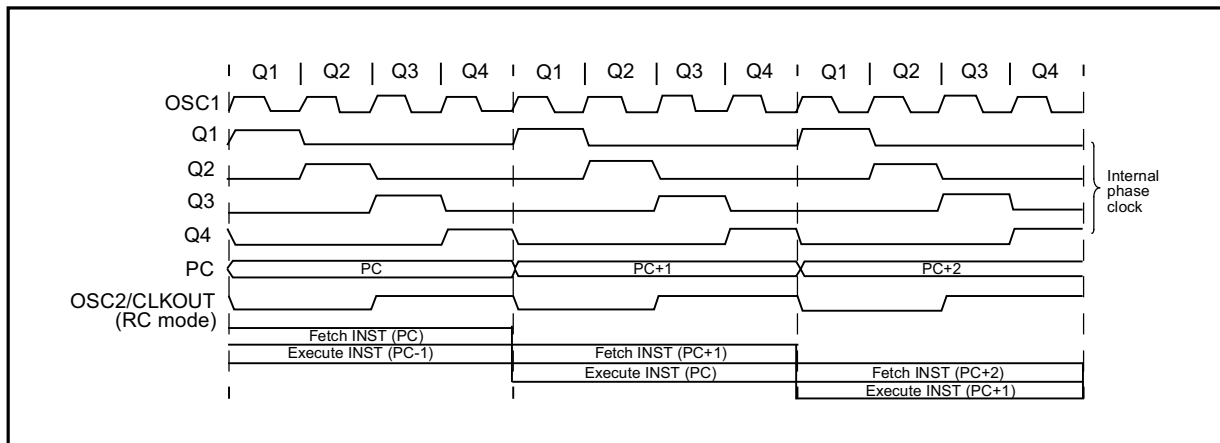 Q1 Q2 Q3 Q4 Q1 Q2 Q3 Q4 Q1 Q2 Q3 Q4
OSC1
Q1
Q2
Q3
Q4
Internal
phase
clock
PC PC PC+1 PC+2
OSC2/CLKOUT
(RC mode)
Fetch INST (PC)
Execute INST (PC-1) Fetch INST (PC+1)
Execute INST (PC) Fetch INST (PC+2)
Execute INST (PC+1)